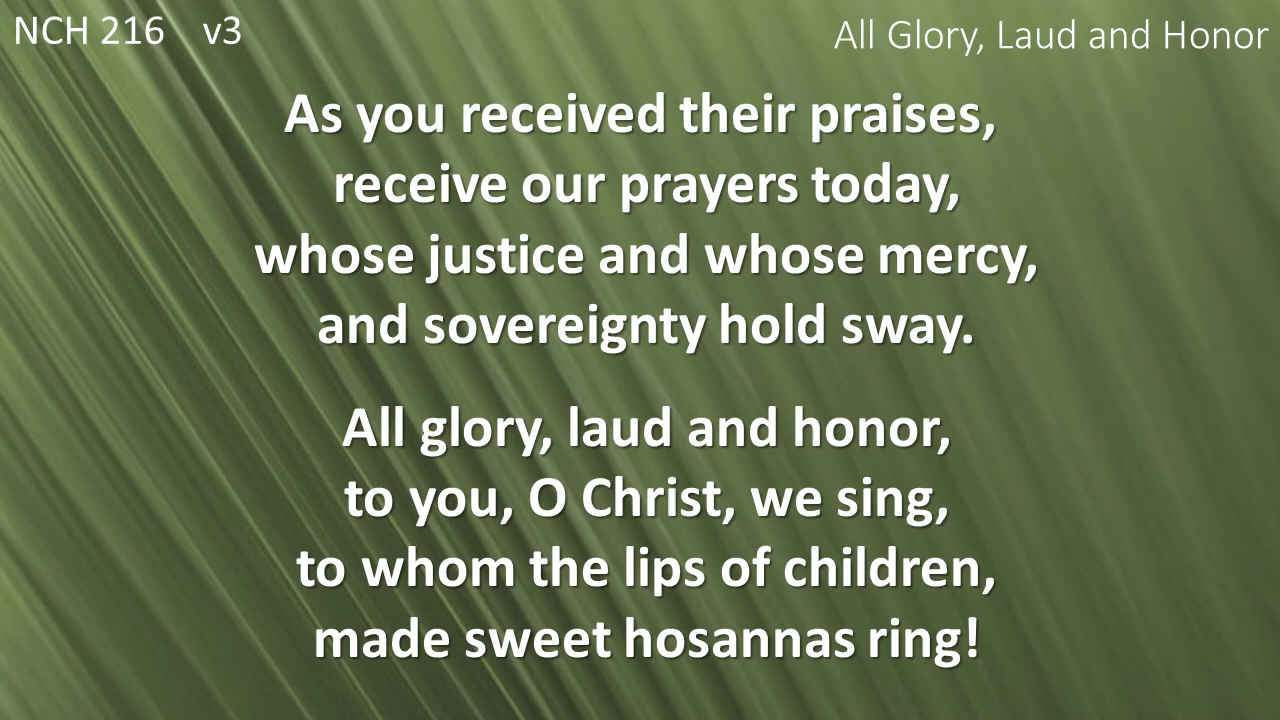 NCH 216 v3
All Glory, Laud and Honor
As you received their praises,
receive our prayers today,
whose justice and whose mercy,
and sovereignty hold sway.
All glory, laud and honor,
to you, O Christ, we sing,
to whom the lips of children,
made sweet hosannas ring!